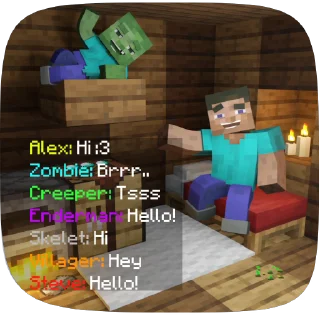 Alex: Hi :3
Zombie: Brrr..
Creeper: Tsss
Enderman: Hello!
Skelet: Hi
Villager: Hey
Steve: Hello!